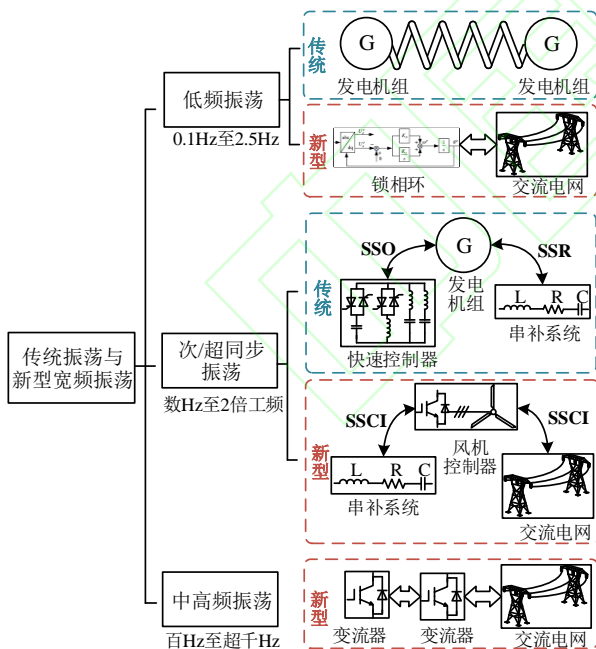 传统振荡与
新型宽频振荡
低频振荡
0.1Hz至2.5Hz
传统
G
G
发电机组
发电机组
新型
锁相环
交流电网
次/超同步
振荡
数Hz至2倍工频
传统
SSO
G
SSR
发电
机组
L
R
C
快速控制器
串补系统
新型
SSCI
SSCI
风机
控制器
L
R
C
串补系统
交流电网
中高频振荡
百Hz至超千Hz
新型
变流器
变流器
交流电网